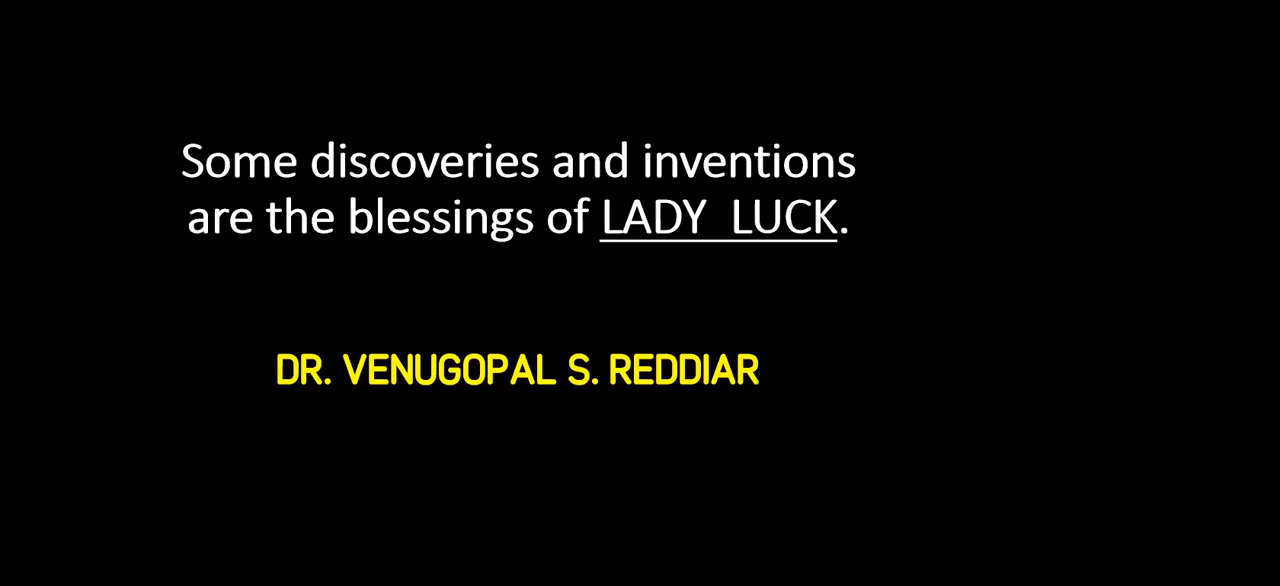 Some discoveries and inventions
are the blessings of LADY LUCK.
DR. VENUGOPAL S. REDDIAR